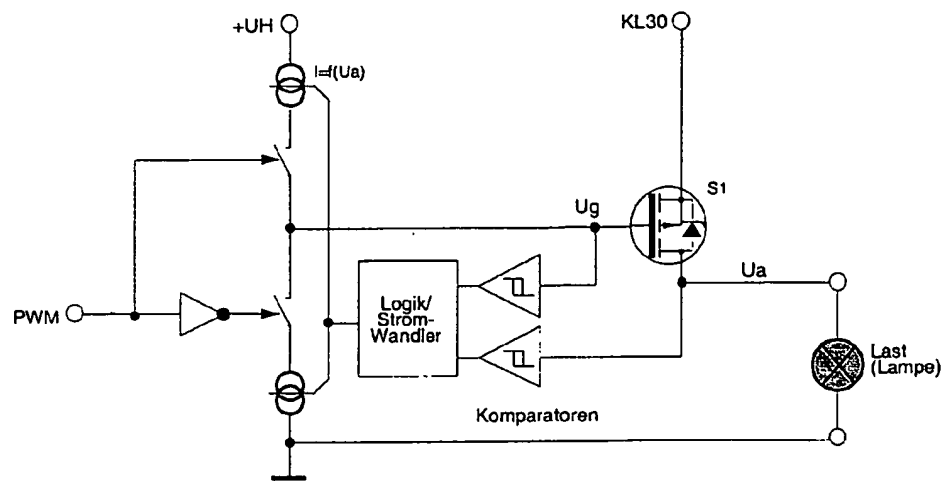 +UH
KL30
I=f(Ua)
S1
Ug
Ua
PWM
Logik/
Strom-
Wandler
Last
(Lampe)
Komparatoren